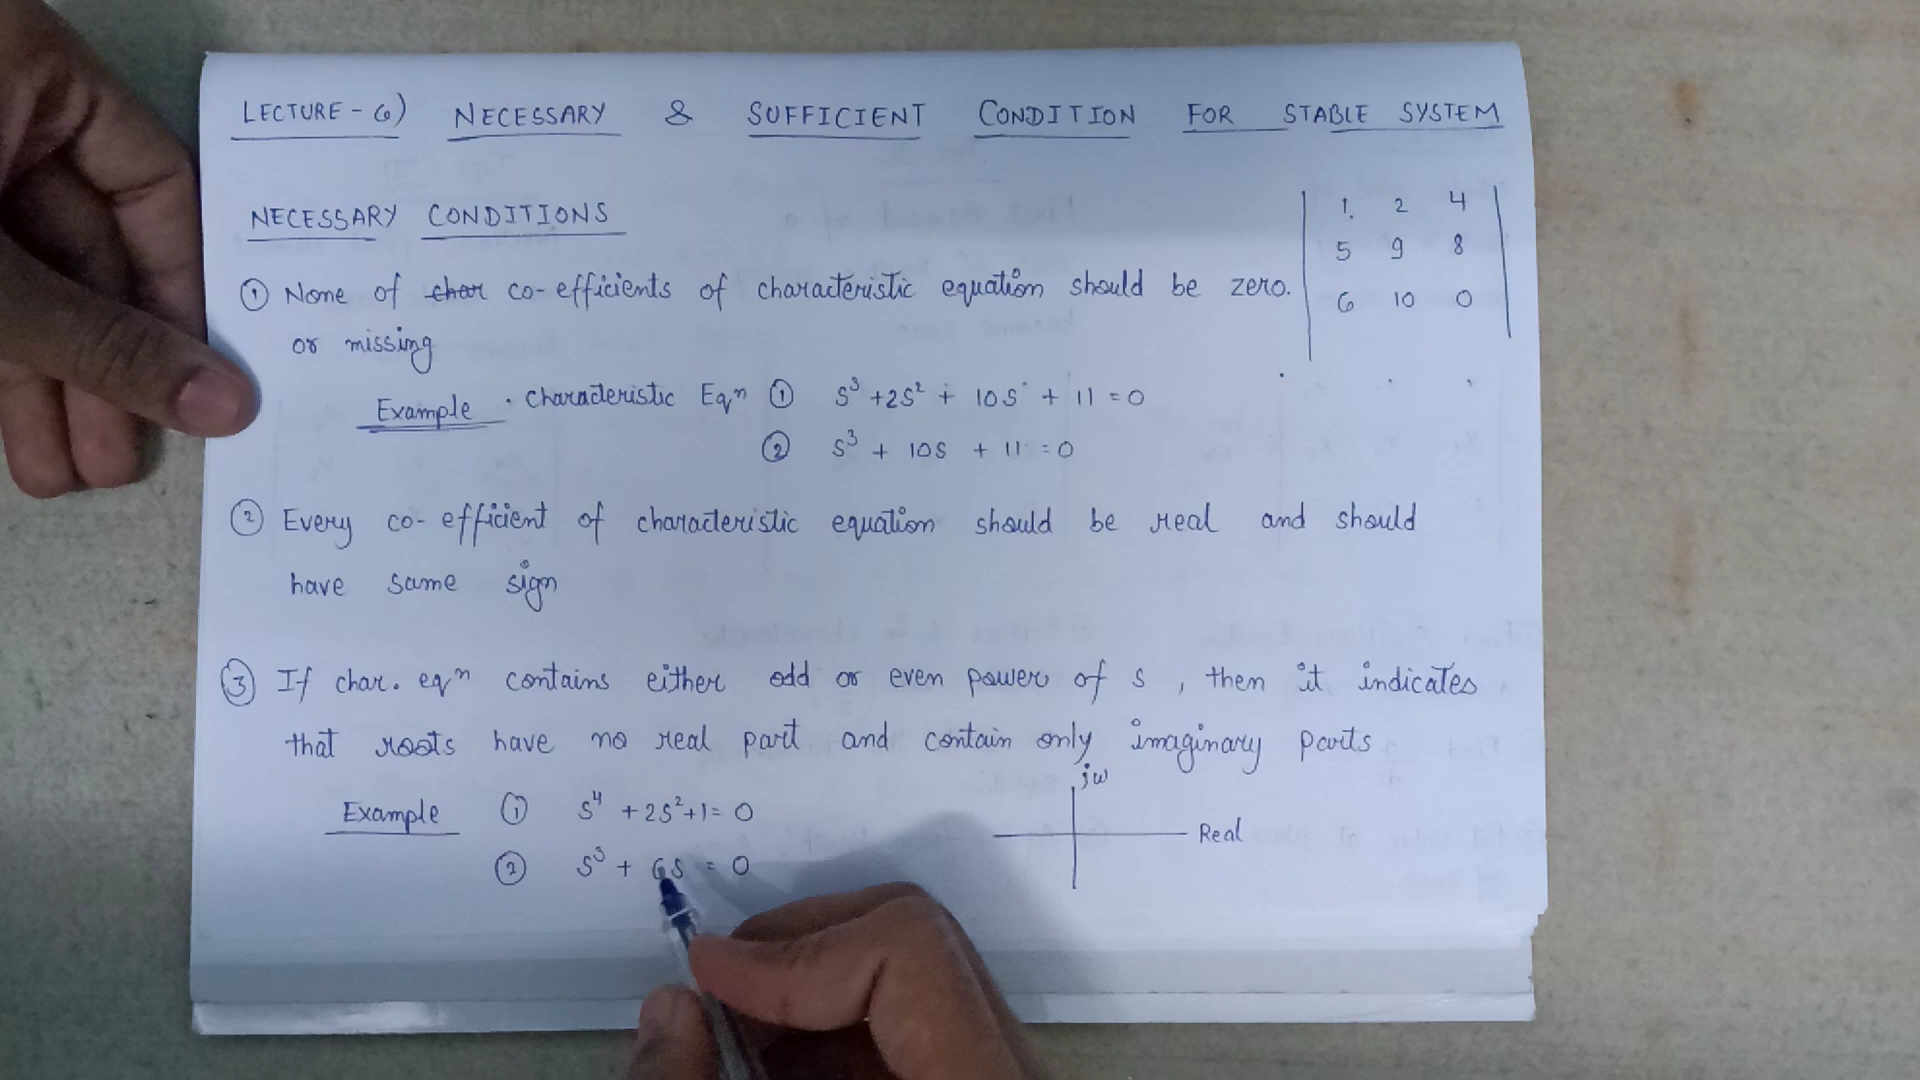 LECTURE - 6) NECESSARY & SUFFICIENT CONDITION FOR STABLE SYSTEM
NECESSARY CONDITIONS
1 2 4
5 9 8
6 10 0
① None of char co-efficients of characteristic equation should be zero.
or missing
Example . Characteristic Eqⁿ ① S³ + 2S² + 10S + 11 = 0
② S³ + 10S + 11 = 0
② Every co-efficient of characteristic equation should be real and should
have same sign
③ If char. eqⁿ contains either odd or even power of s, then it indicates
that roots have no real part and contain only imaginary parts
jω
Real
Example ① S⁴ + 2S² + 1 = 0
② S³ + 6S = 0